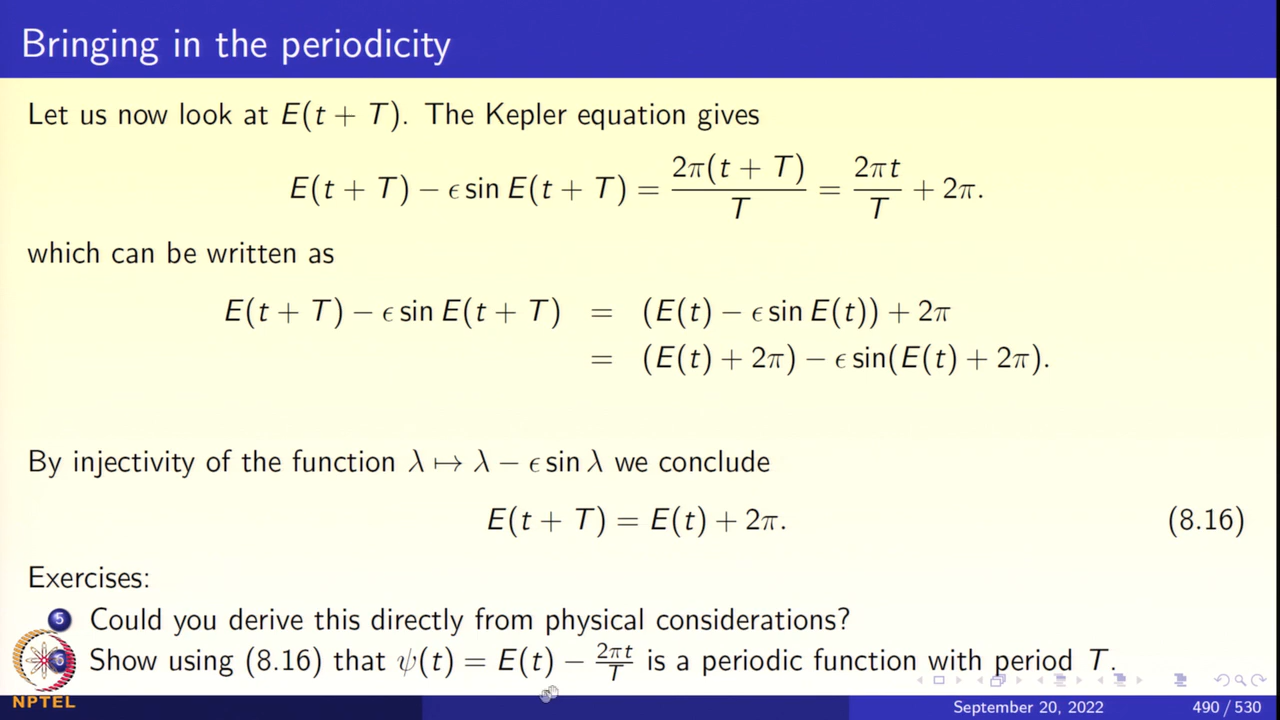 Bringing in the periodicity
Let us now look at E(t + T). The Kepler equation gives
E(t + T) − ϵ sin E(t + T) = 2π(t + T)/T = 2πt/T + 2π.
which can be written as
E(t + T) − ϵ sin E(t + T) = (E(t) − ϵ sin E(t)) + 2π
= (E(t) + 2π) − ϵ sin(E(t) + 2π).
By injectivity of the function λ ↦ λ − ϵ sin λ we conclude
E(t + T) = E(t) + 2π. (8.16)
Exercises:
5 Could you derive this directly from physical considerations?
Show using (8.16) that ψ(t) = E(t) − 2πt/T is a periodic function with period T.
NPTEL
September 20, 2022 490 / 530